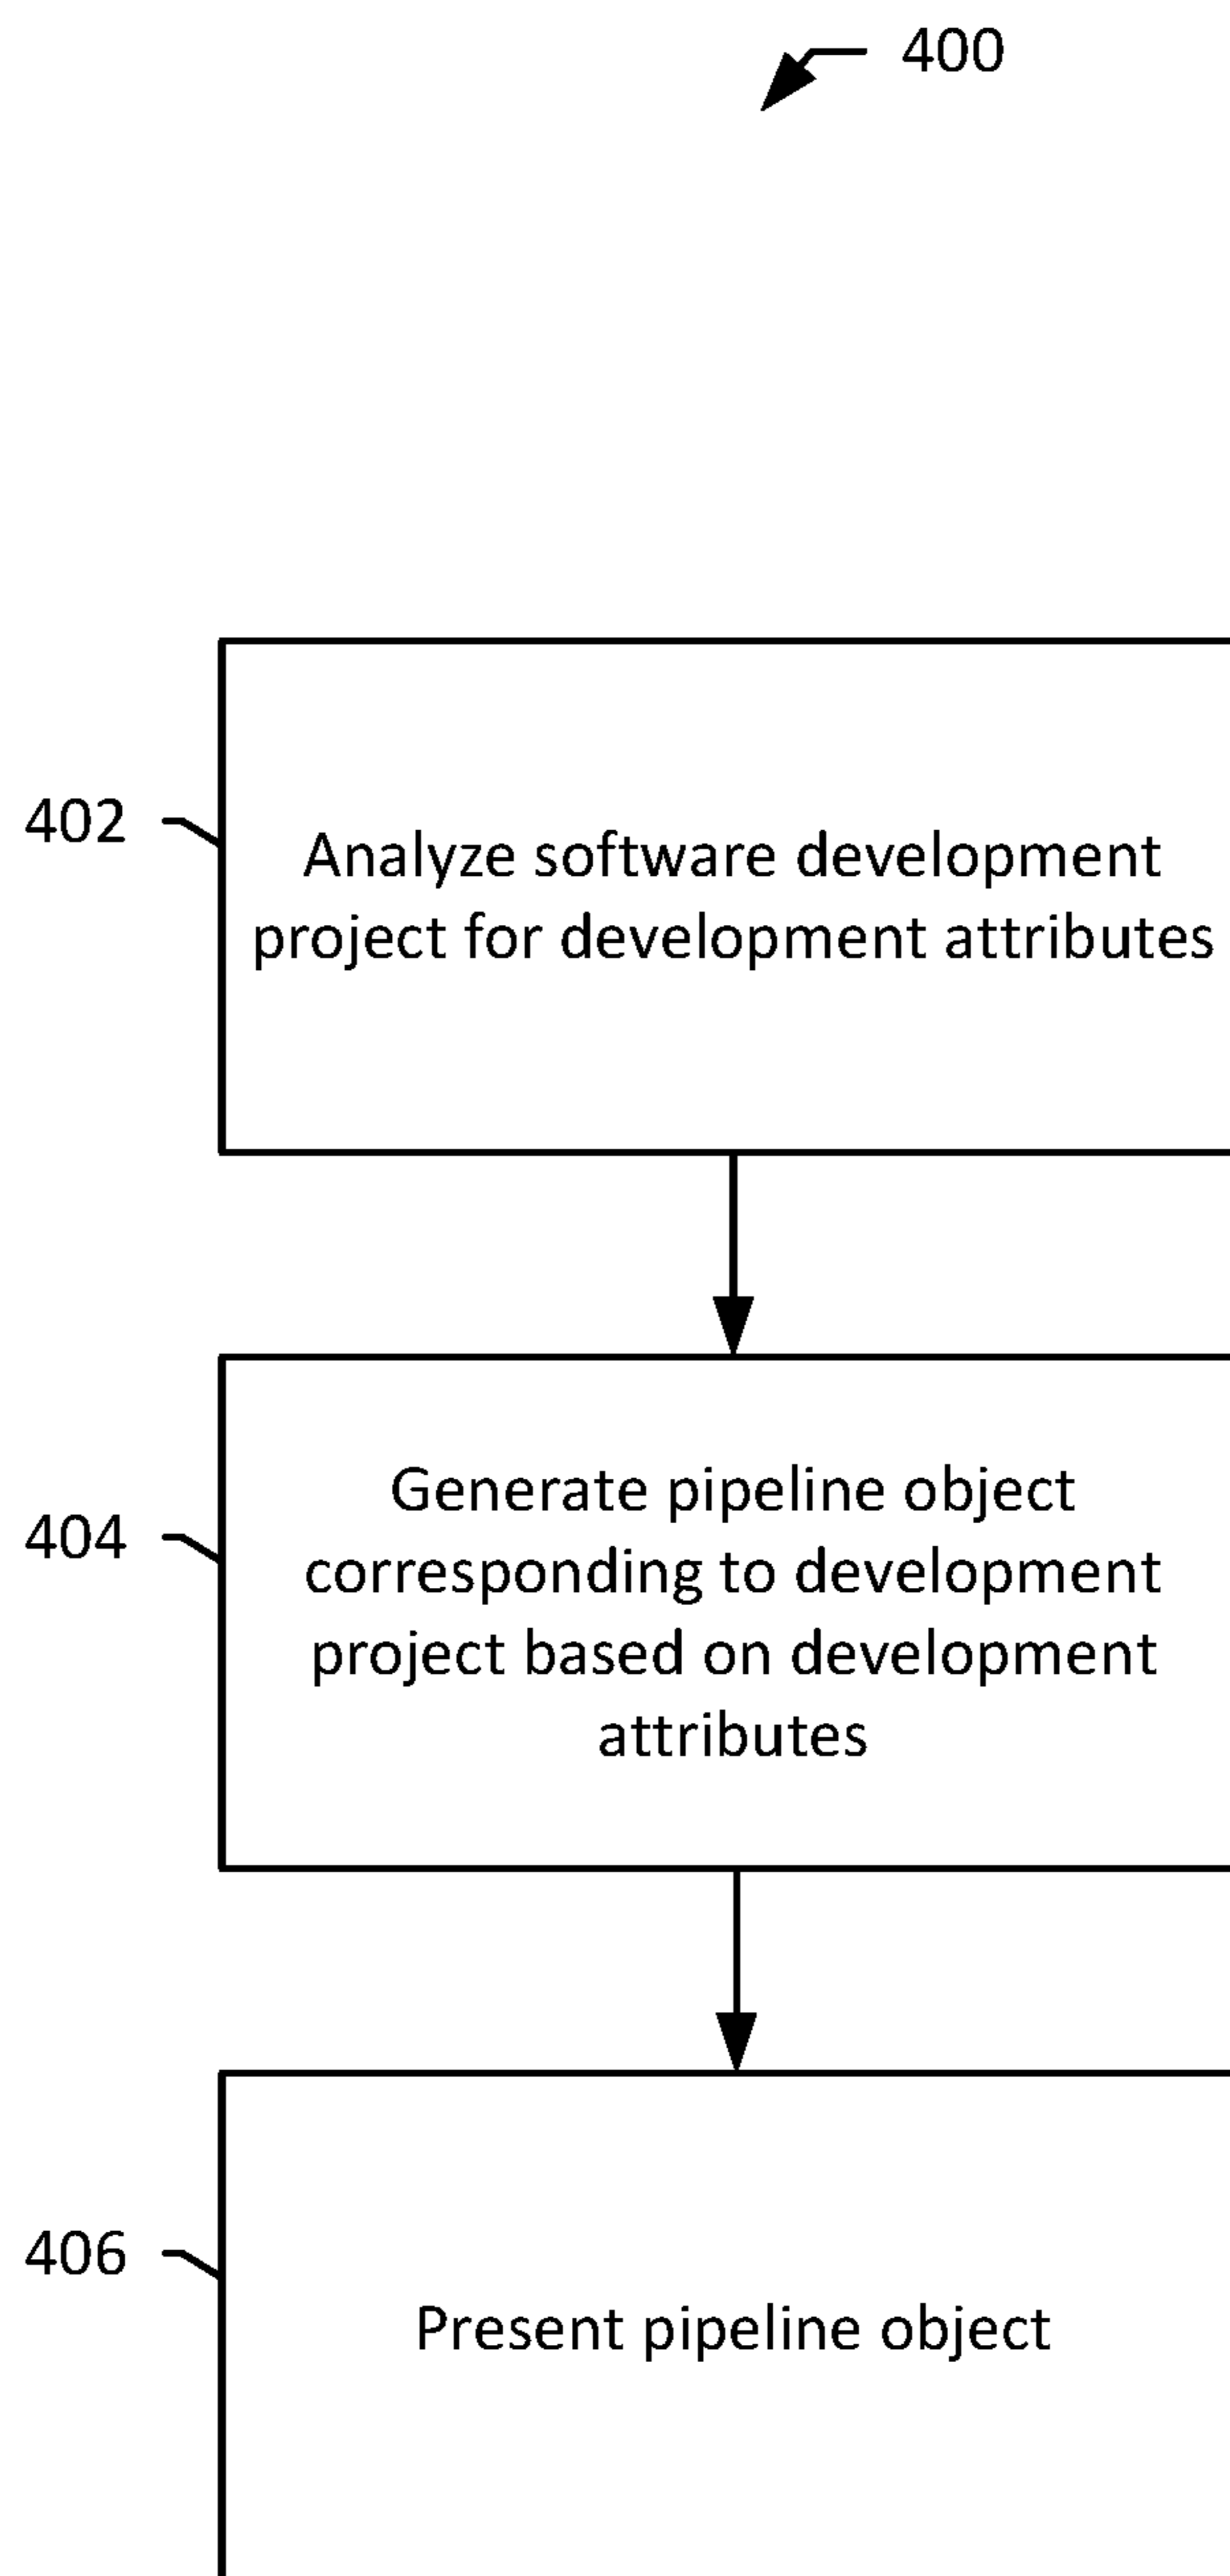 400
402
Analyze software development
project for development attributes
404
Generate pipeline object
corresponding to development
project based on development
attributes
406
Present pipeline object